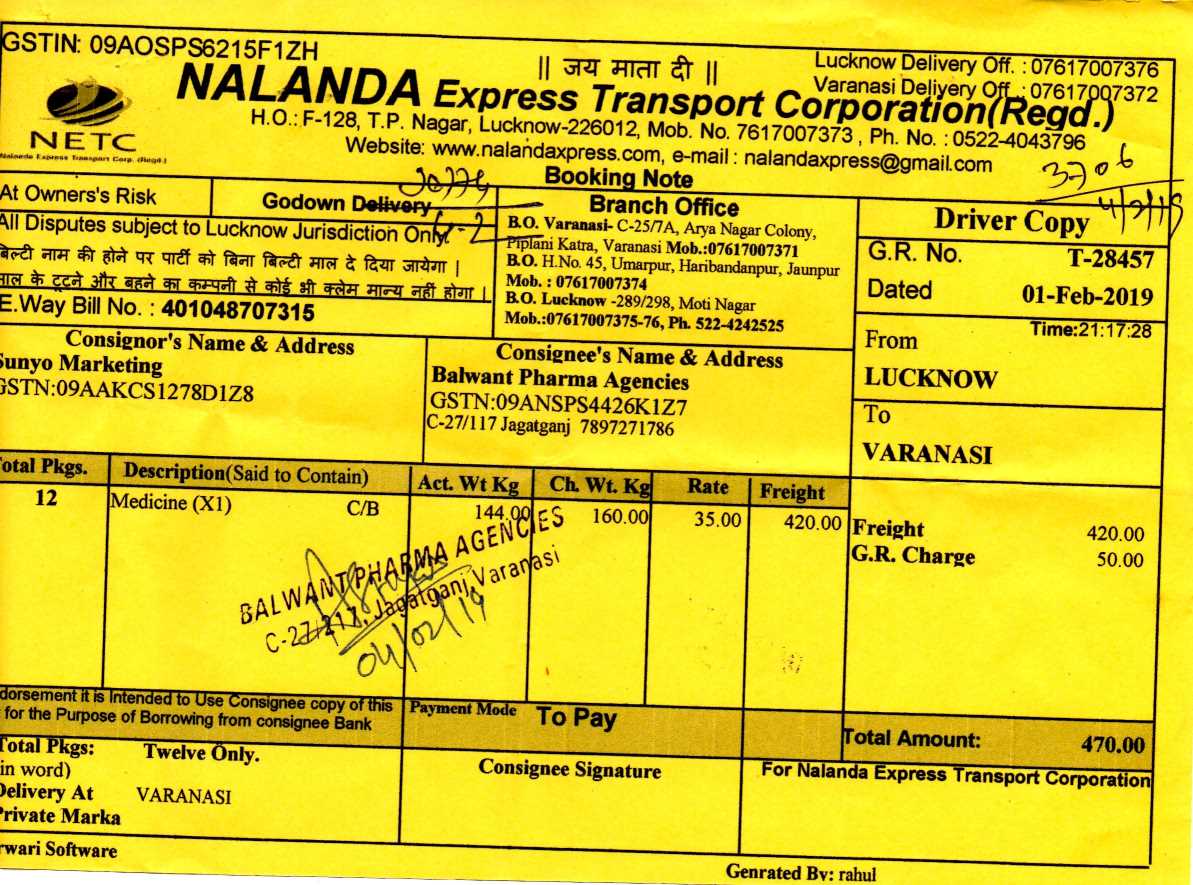 GSTIN: 09AOSPS6215F1ZH
|| जय माता दी ||
Lucknow Delivery Off. : 07617007376
Varanasi Delivery Off. : 07617007372
NALANDA Express Transport Corporation(Regd.)
NETC
Nalanda Express Transport Corp. (Regd.)
H.O.: F-128, T.P. Nagar, Lucknow-226012, Mob. No. 7617007373 , Ph. No. : 0522-4043796
Website: www.nalandaxpress.com, e-mail : nalandaxpress@gmail.com
Booking Note
3706
4/2/19
At Owners's Risk
Godown Delivery
All Disputes subject to Lucknow Jurisdiction Only.
बिल्टी नाम की होने पर पार्टी को बिना बिल्टी माल दे दिया जायेगा |
माल के टूटने और बहने का कम्पनी से कोई भी क्लेम मान्य नहीं होगा |
E.Way Bill No. : 401048707315
Branch Office
B.O. Varanasi- C-25/7A, Arya Nagar Colony,
Piplani Katra, Varanasi Mob.:07617007371
B.O. H.No. 45, Umarpur, Haribandanpur, Jaunpur
Mob. : 07617007374
B.O. Lucknow -289/298, Moti Nagar
Mob.:07617007375-76, Ph. 522-4242525
Driver Copy
G.R. No. T-28457
Dated 01-Feb-2019
Time:21:17:28
From
LUCKNOW
To
VARANASI
Consignor's Name & Address
Sunyo Marketing
GSTN:09AAKCS1278D1Z8
Consignee's Name & Address
Balwant Pharma Agencies
GSTN:09ANSPS4426K1Z7
C-27/117 Jagatganj 7897271786
Total Pkgs. Description(Said to Contain) Act. Wt Kg Ch. Wt. Kg Rate Freight
12 Medicine (X1) C/B 144.00 160.00 35.00 420.00
Freight 420.00
G.R. Charge 50.00
BALWANT PHARMA AGENCIES
C-27/217, Jagatganj Varanasi
04/02/19
dorsement it is Intended to Use Consignee copy of this
for the Purpose of Borrowing from consignee Bank
Payment Mode To Pay
Total Amount: 470.00
Total Pkgs: Twelve Only.
in word)
Delivery At VARANASI
Private Marka
Consignee Signature
For Nalanda Express Transport Corporation
rwari Software
Genrated By: rahul